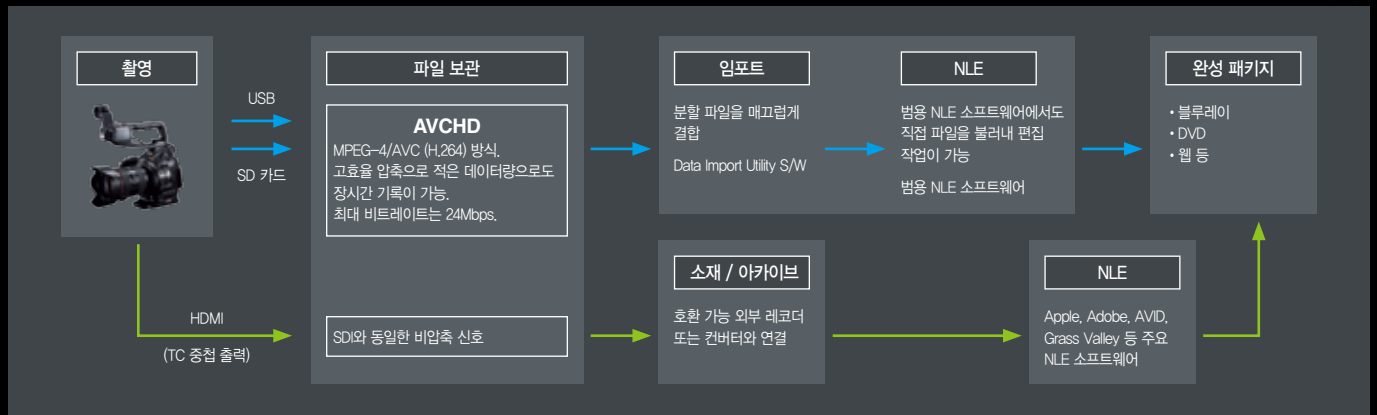 촬영
USB
SD 카드
HDMI
(TC 중첩 출력)
파일 보관
AVCHD
MPEG-4/AVC (H.264) 방식.
고효율 압축으로 적은 데이터량으로도
장시간 기록이 가능.
최대 비트레이트는 24Mbps.
SDI와 동일한 비압축 신호
임포트
분할 파일을 매끄럽게
결합
Data Import Utility S/W
NLE
범용 NLE 소프트웨어에서도
직접 파일을 불러내 편집
작업이 가능
범용 NLE 소프트웨어
소재 / 아카이브
호환 가능 외부 레코더
또는 컨버터와 연결
NLE
Apple, Adobe, AVID,
Grass Valley 등 주요
NLE 소프트웨어
완성 패키지
• 블루레이
• DVD
• 웹 등